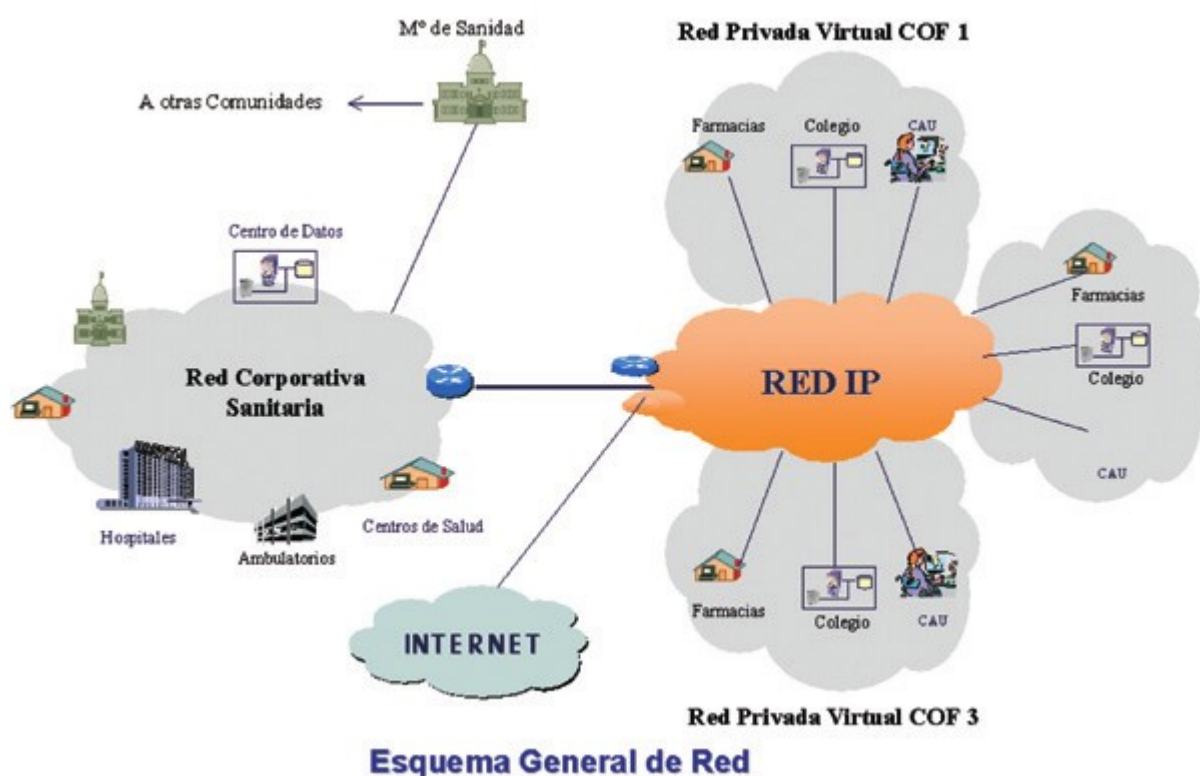 Mº de Sanidad
A otras Comunidades
Red Privada Virtual COF 1
Farmacias
Colegio
CAU
Centro de Datos
Red Corporativa
Sanitaria
Hospitales
Ambulatorios
Centros de Salud
RED IP
Farmacias
Colegio
CAU
INTERNET
Farmacias
Colegio
CAU
Red Privada Virtual COF 3
Esquema General de Red